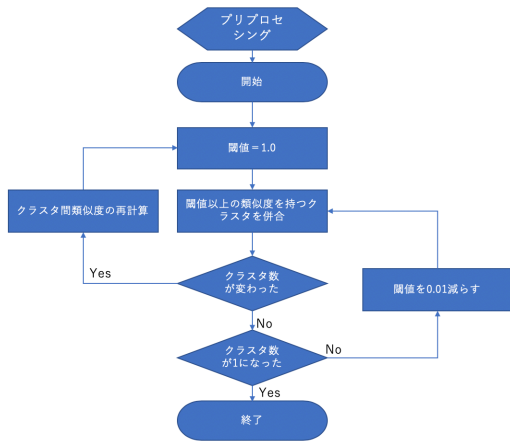 プリプロセ
シング
開始
閾値＝1.0
クラスタ間類似度の再計算
閾値以上の類似度を持つク
ラスタを併合
Yes
クラスタ数
が変わった
閾値を0.01減らす
No
クラスタ数
が1になった
No
Yes
終了